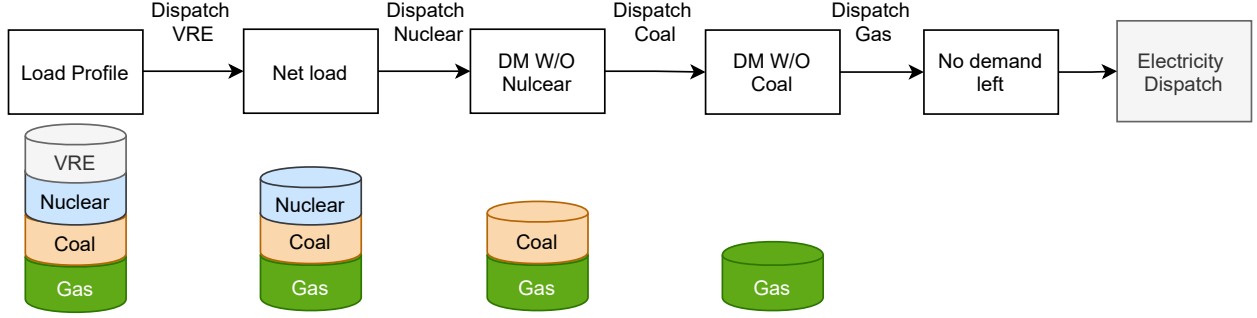 Dispatch
VRE
Dispatch
Nuclear
Dispatch
Coal
Dispatch
Gas
Load Profile
Net load
DM W/O
Nulcear
DM W/O
Coal
No demand
left
Electricity
Dispatch
VRE
Nuclear
Coal
Gas
Nuclear
Coal
Gas
Coal
Gas
Gas